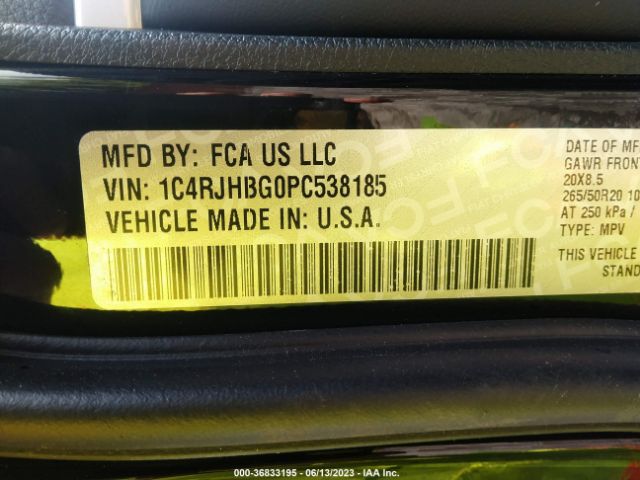 MFD BY: FCA US LLC
VIN: 1C4RJHBG0PC538185
VEHICLE MADE IN: U.S.A.
DATE OF MF
GAWR FRONT
20X8.5
265/50R20 10
AT 250 kPa /
TYPE: MPV
THIS VEHICLE
STAND
000-36833195 - 06/13/2023 - IAA Inc.